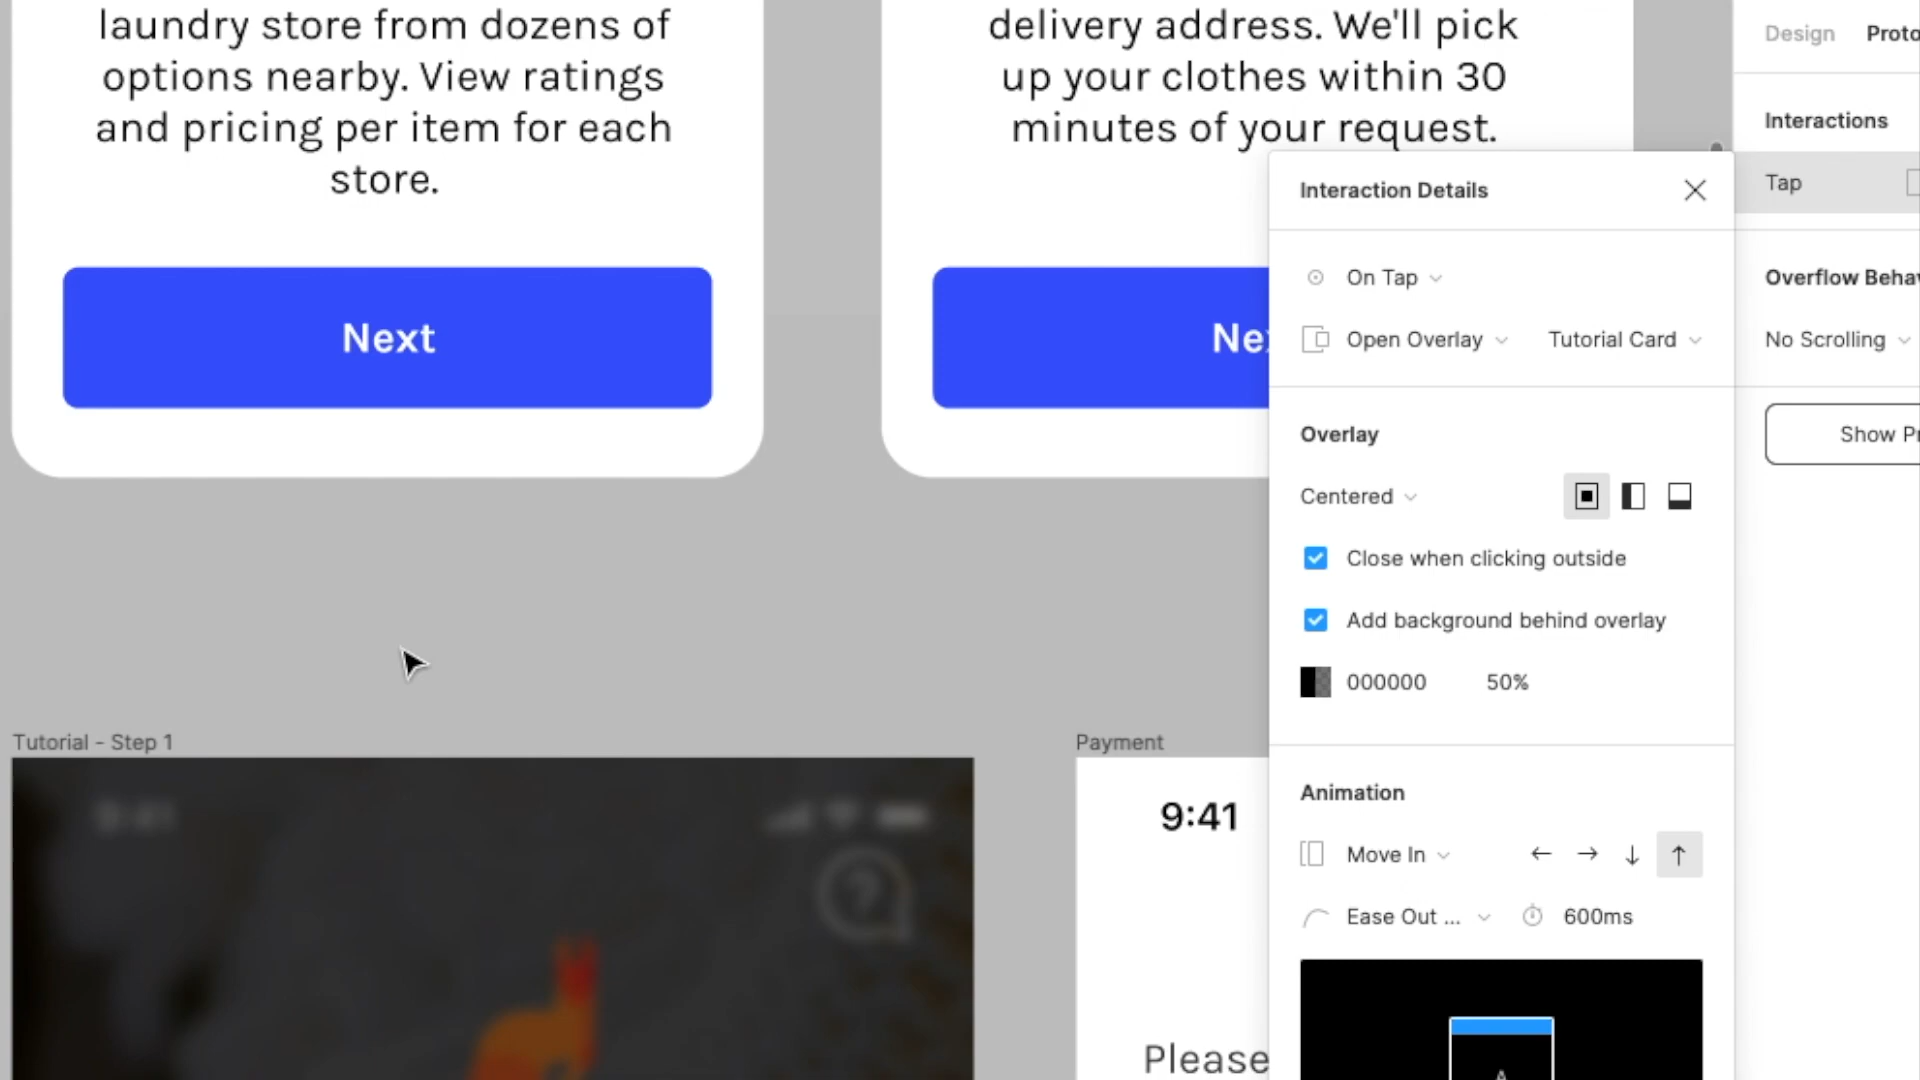 laundry store from dozens of
options nearby. View ratings
and pricing per item for each
store.
Next
delivery address. We'll pick
up your clothes within 30
minutes of your request.
Interaction Details
On Tap
Open Overlay Tutorial Card
Overlay
Centered
Close when clicking outside
Add background behind overlay
000000 50%
Animation
Move In
Ease Out ... 600ms
Design
Interactions
Tap
No Scrolling
Show
Tutorial - Step 1
9:41
?
Payment
9:41
Please